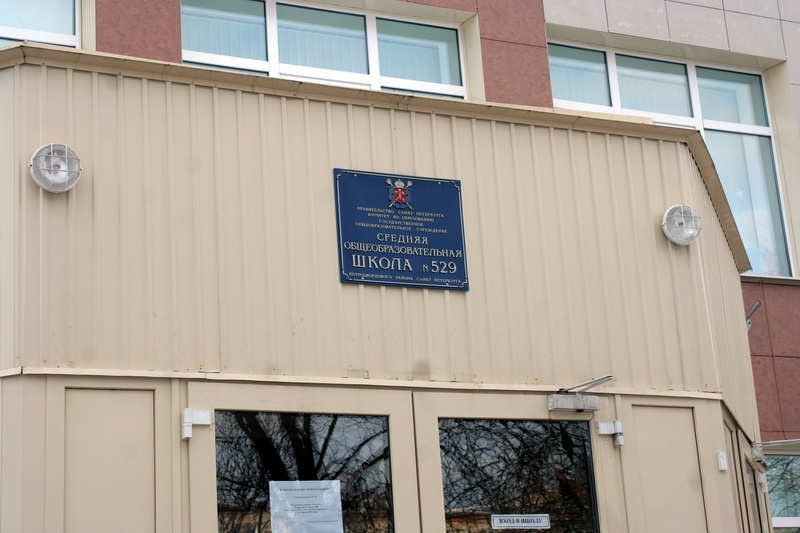 ПРАВИТЕЛЬСТВО САНКТ ПЕТЕРБУРГА
КОМИТЕТ ПО ОБРАЗОВАНИЮ
ГОСУДАРСТВЕННОЕ
ОБЩЕОБРАЗОВАТЕЛЬНОЕ УЧРЕЖДЕНИЕ
СРЕДНЯЯ
ОБЩЕОБРАЗОВАТЕЛЬНАЯ
ШКОЛА N 529
ПЕТРОДВОРЦОВОГО РАЙОНА САНКТ ПЕТЕРБУРГА
ВХОД В ШКОЛУ